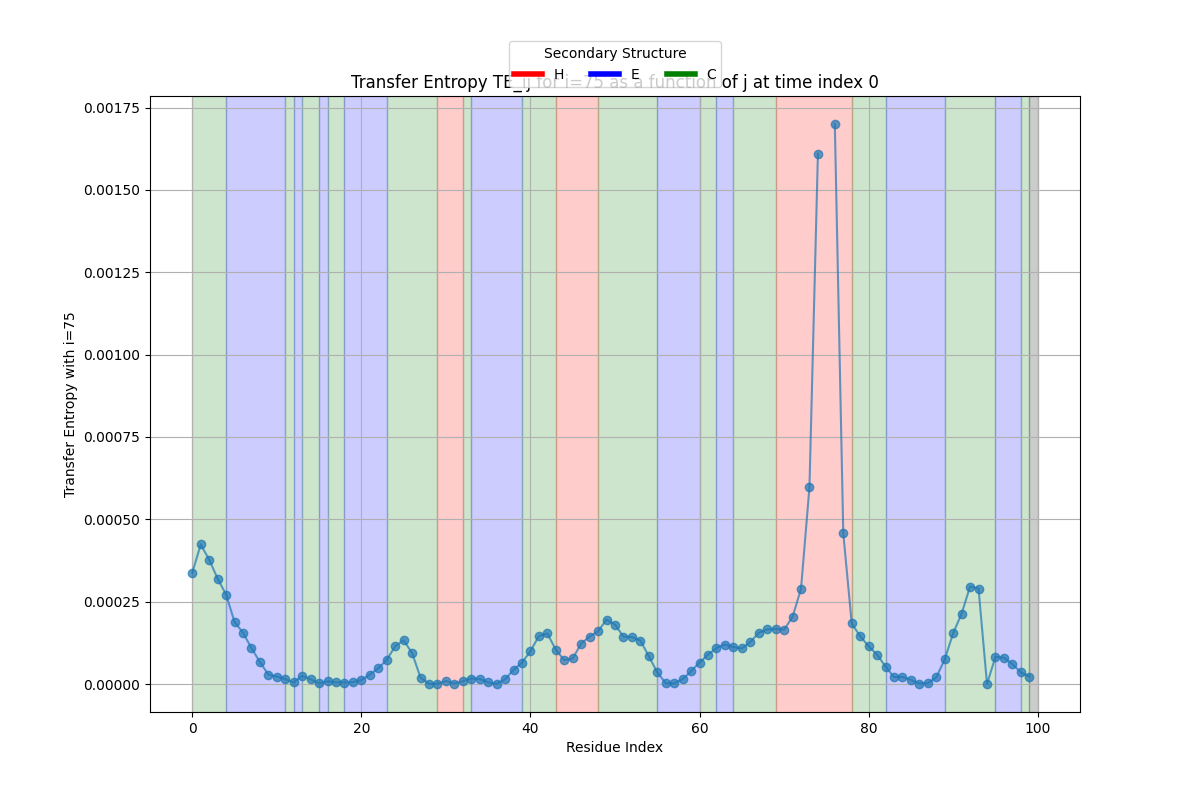 Secondary Structure
H E C
Transfer Entropy TE_ij for i=75 as a function of j at time index 0
Transfer Entropy with i=75
0.00175
0.00150
0.00125
0.00100
0.00075
0.00050
0.00025
0.00000
0 20 40 60 80 100
Residue Index